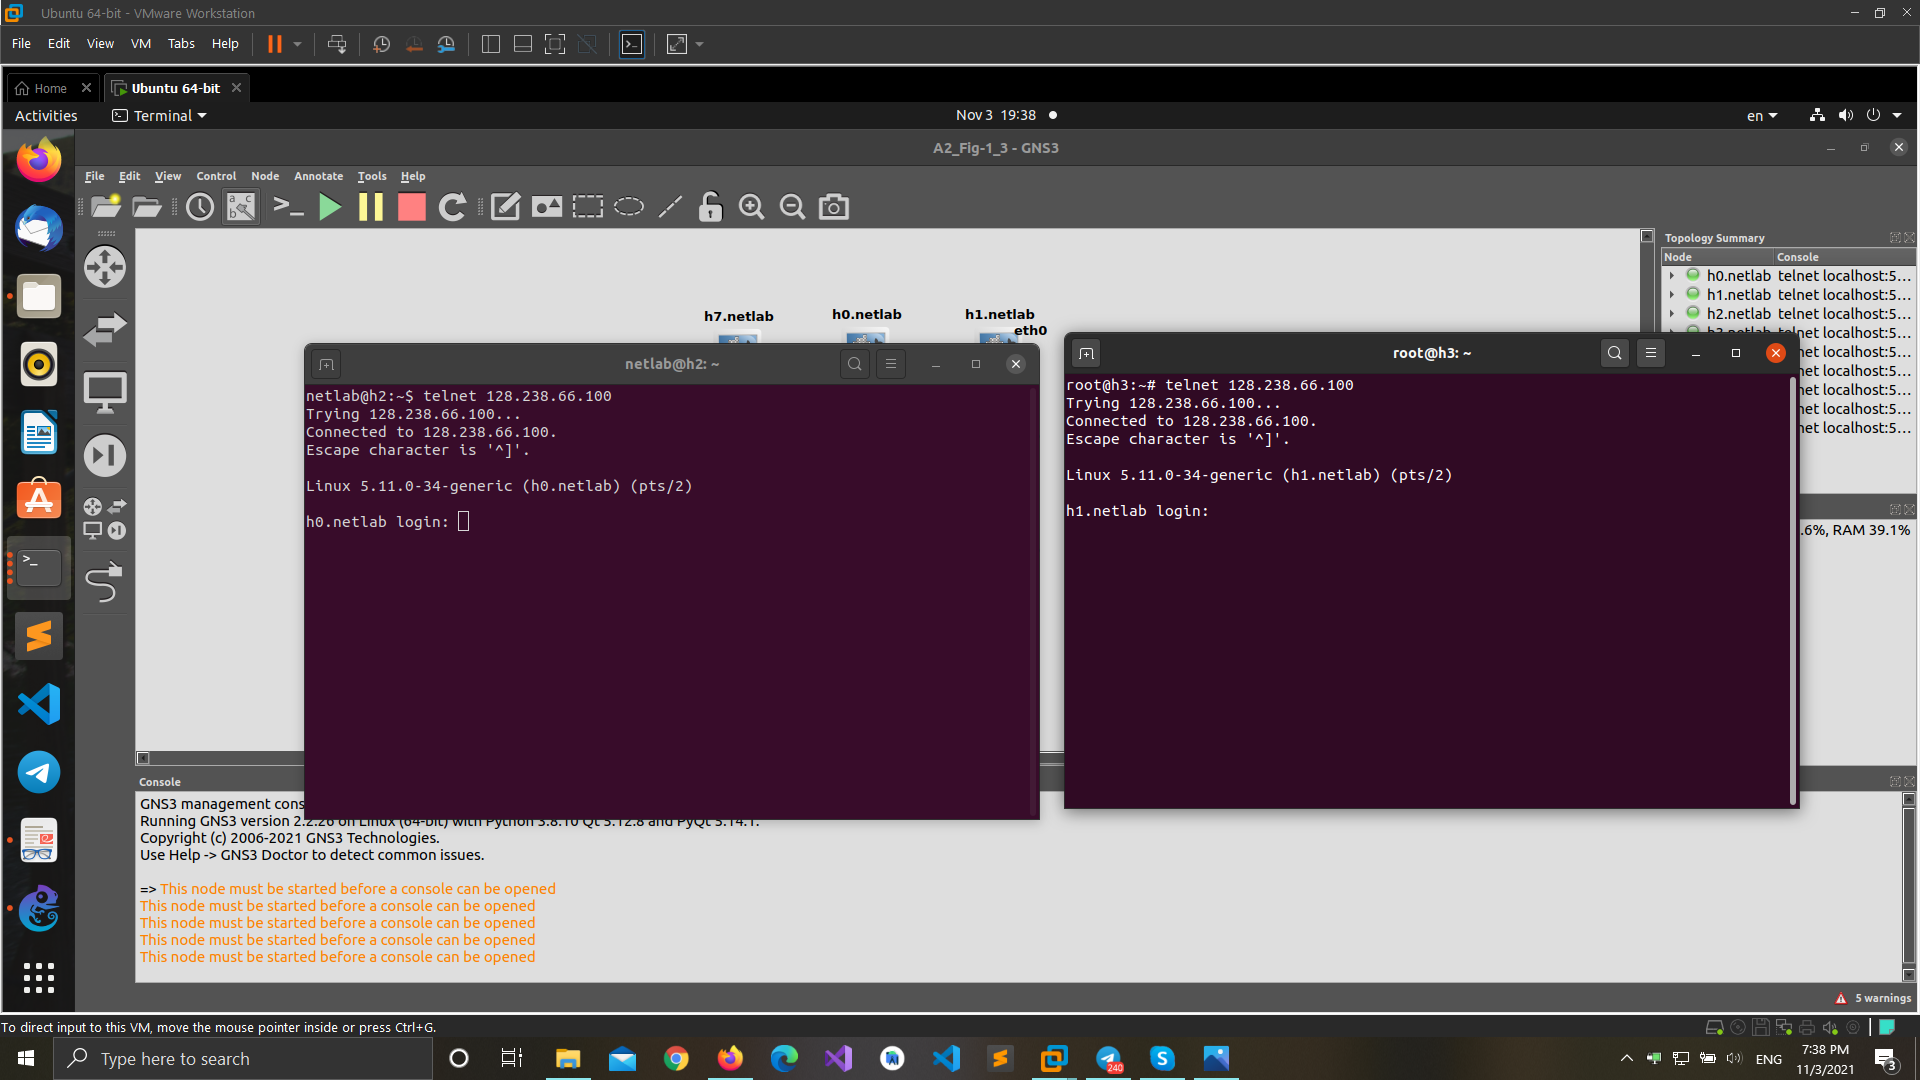 Ubuntu 64-bit - VMware Workstation
File Edit View VM Tabs Help
Home
Ubuntu 64-bit
Activities
Terminal
Nov 3 19:38
en
A2_Fig-1_3 - GNS3
File Edit View Control Node Annotate Tools Help
Topology Summary
Node Console
h0.netlab telnet localhost:5...
h1.netlab telnet localhost:5...
h2.netlab telnet localhost:5...
net localhost:5...
net localhost:5...
net localhost:5...
net localhost:5...
net localhost:5...
net localhost:5...
.6%, RAM 39.1%
h7.netlab
h0.netlab
h1.netlab
eth0
netlab@h2: ~
netlab@h2:~$ telnet 128.238.66.100
Trying 128.238.66.100...
Connected to 128.238.66.100.
Escape character is '^]'.
Linux 5.11.0-34-generic (h0.netlab) (pts/2)
h0.netlab login:
root@h3: ~
root@h3:~# telnet 128.238.66.100
Trying 128.238.66.100...
Connected to 128.238.66.100.
Escape character is '^]'.
Linux 5.11.0-34-generic (h1.netlab) (pts/2)
h1.netlab login:
Console
GNS3 management cons
Running GNS3 version 2.2.26 on Linux (64-bit) with Python 3.8.10 Qt 5.12.8 and PyQt 5.14.1.
Copyright (c) 2006-2021 GNS3 Technologies.
Use Help -> GNS3 Doctor to detect common issues.
=> This node must be started before a console can be opened
This node must be started before a console can be opened
This node must be started before a console can be opened
This node must be started before a console can be opened
This node must be started before a console can be opened
5 warnings
To direct input to this VM, move the mouse pointer inside or press Ctrl+G.
Type here to search
240
ENG
7:38 PM
11/3/2021
3